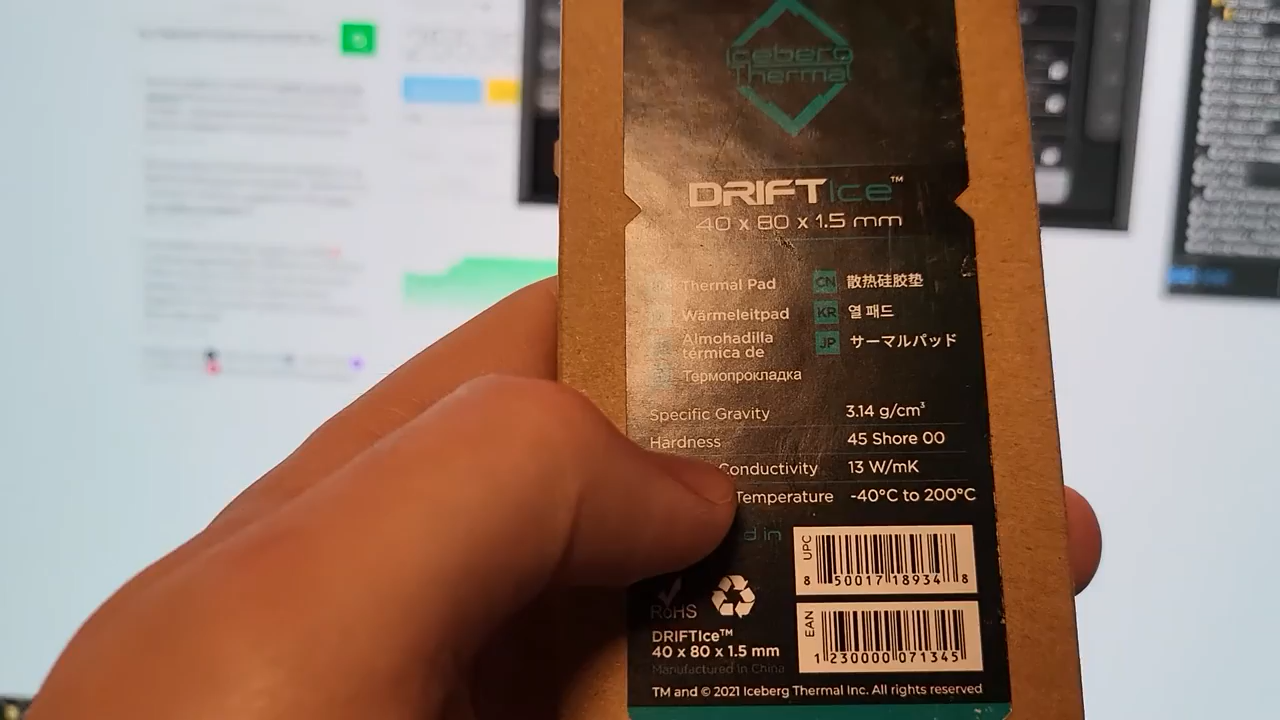 Iceberg
Thermal
DRIFTIce™
40 x 80 x 1.5 mm
Thermal Pad
CN 散热硅胶垫
Wärmeleitpad
KR 열 패드
Almohadilla
térmica de
JP サーマルパッド
Термопрокладка
Specific Gravity 3.14 g/cm³
Hardness 45 Shore 00
Conductivity 13 W/mK
Temperature -40°C to 200°C
d in
UPC
8 50017 18934 8
RoHS
EAN
DRIFTIce™
40 x 80 x 1.5 mm
1 230000 071345
Manufactured in China
TM and © 2021 Iceberg Thermal Inc. All rights reserved